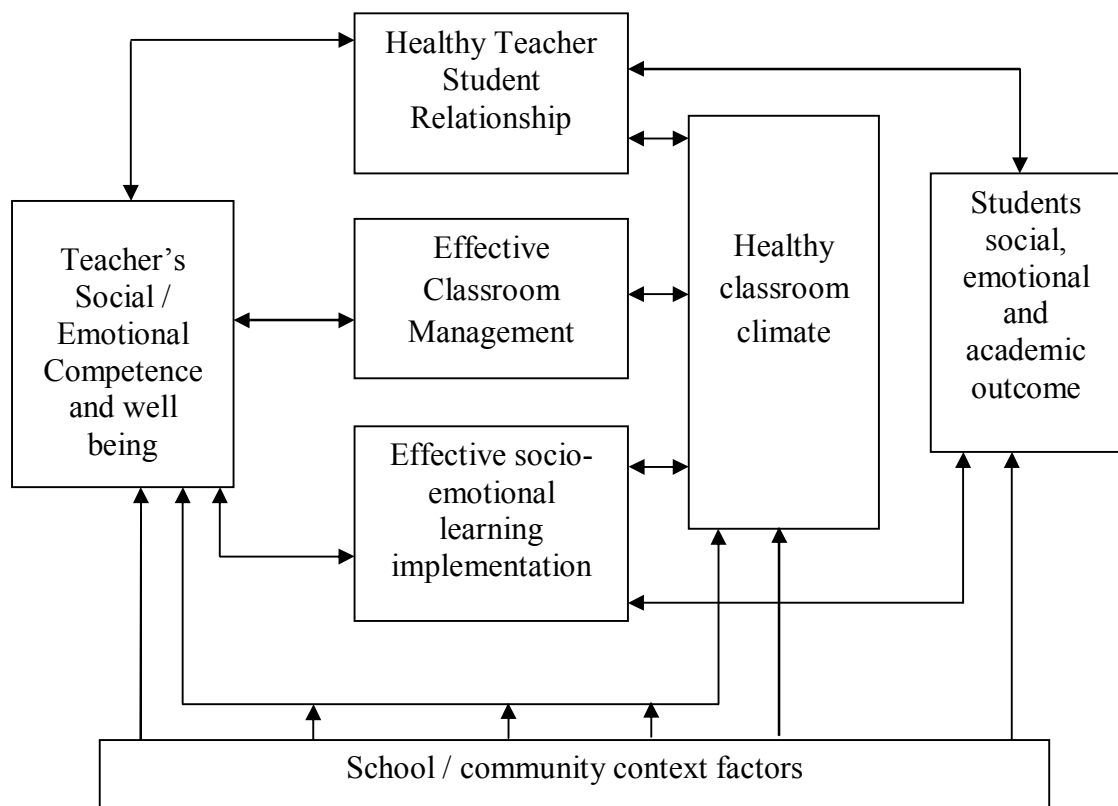 Healthy Teacher
Student
Relationship
Teacher’s
Social /
Emotional
Competence
and well
being
Effective
Classroom
Management
Effective socio-
emotional
learning
implementation
Healthy
classroom
climate
Students
social,
emotional
and
academic
outcome
School / community context factors